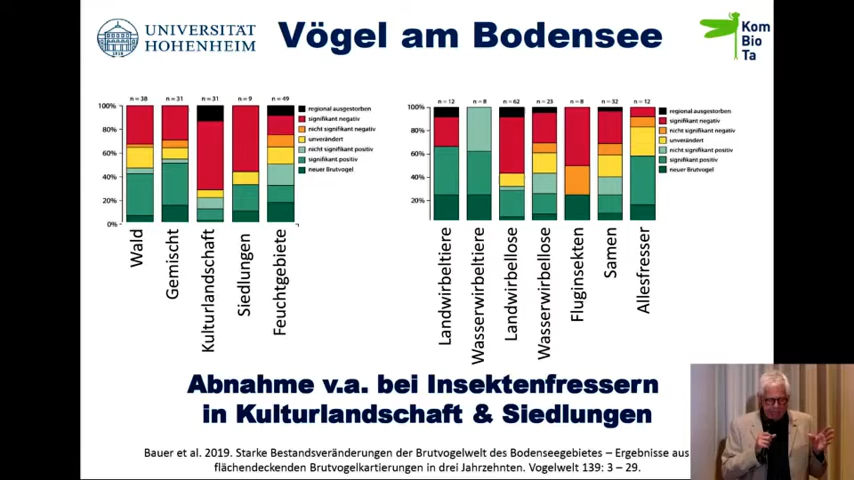 UNIVERSITÄT
HOHENHEIM
Vögel am Bodensee
Kom
Bio
Ta
n = 38
n = 31
n = 31
n = 9
n = 49
100%
80%
60%
40%
20%
0%
regional ausgestorben
signifikant negativ
nicht signifikant negativ
unverändert
nicht signifikant positiv
signifikant positiv
neuer Brutvogel
Wald
Gemischt
Kulturlandschaft
Siedlungen
Feuchtgebiete
n = 12
n = 8
n = 62
n = 23
n = 8
n = 32
n = 12
100%
80%
60%
40%
20%
regional ausgestorben
signifikant negativ
nicht signifikant negativ
unverändert
nicht signifikant positiv
signifikant positiv
neuer Brutvogel
Landwirbeltiere
Wasserwirbeltiere
Landwirbellose
Wasserwirbellose
Fluginsekten
Samen
Allesfresser
Abnahme v.a. bei Insektenfressern
in Kulturlandschaft & Siedlungen
Bauer et al. 2019. Starke Bestandsveränderungen der Brutvogelwelt des Bodenseegebietes – Ergebnisse aus
flächendeckenden Brutvogelkartierungen in drei Jahrzehnten. Vogelwelt 139: 3 – 29.